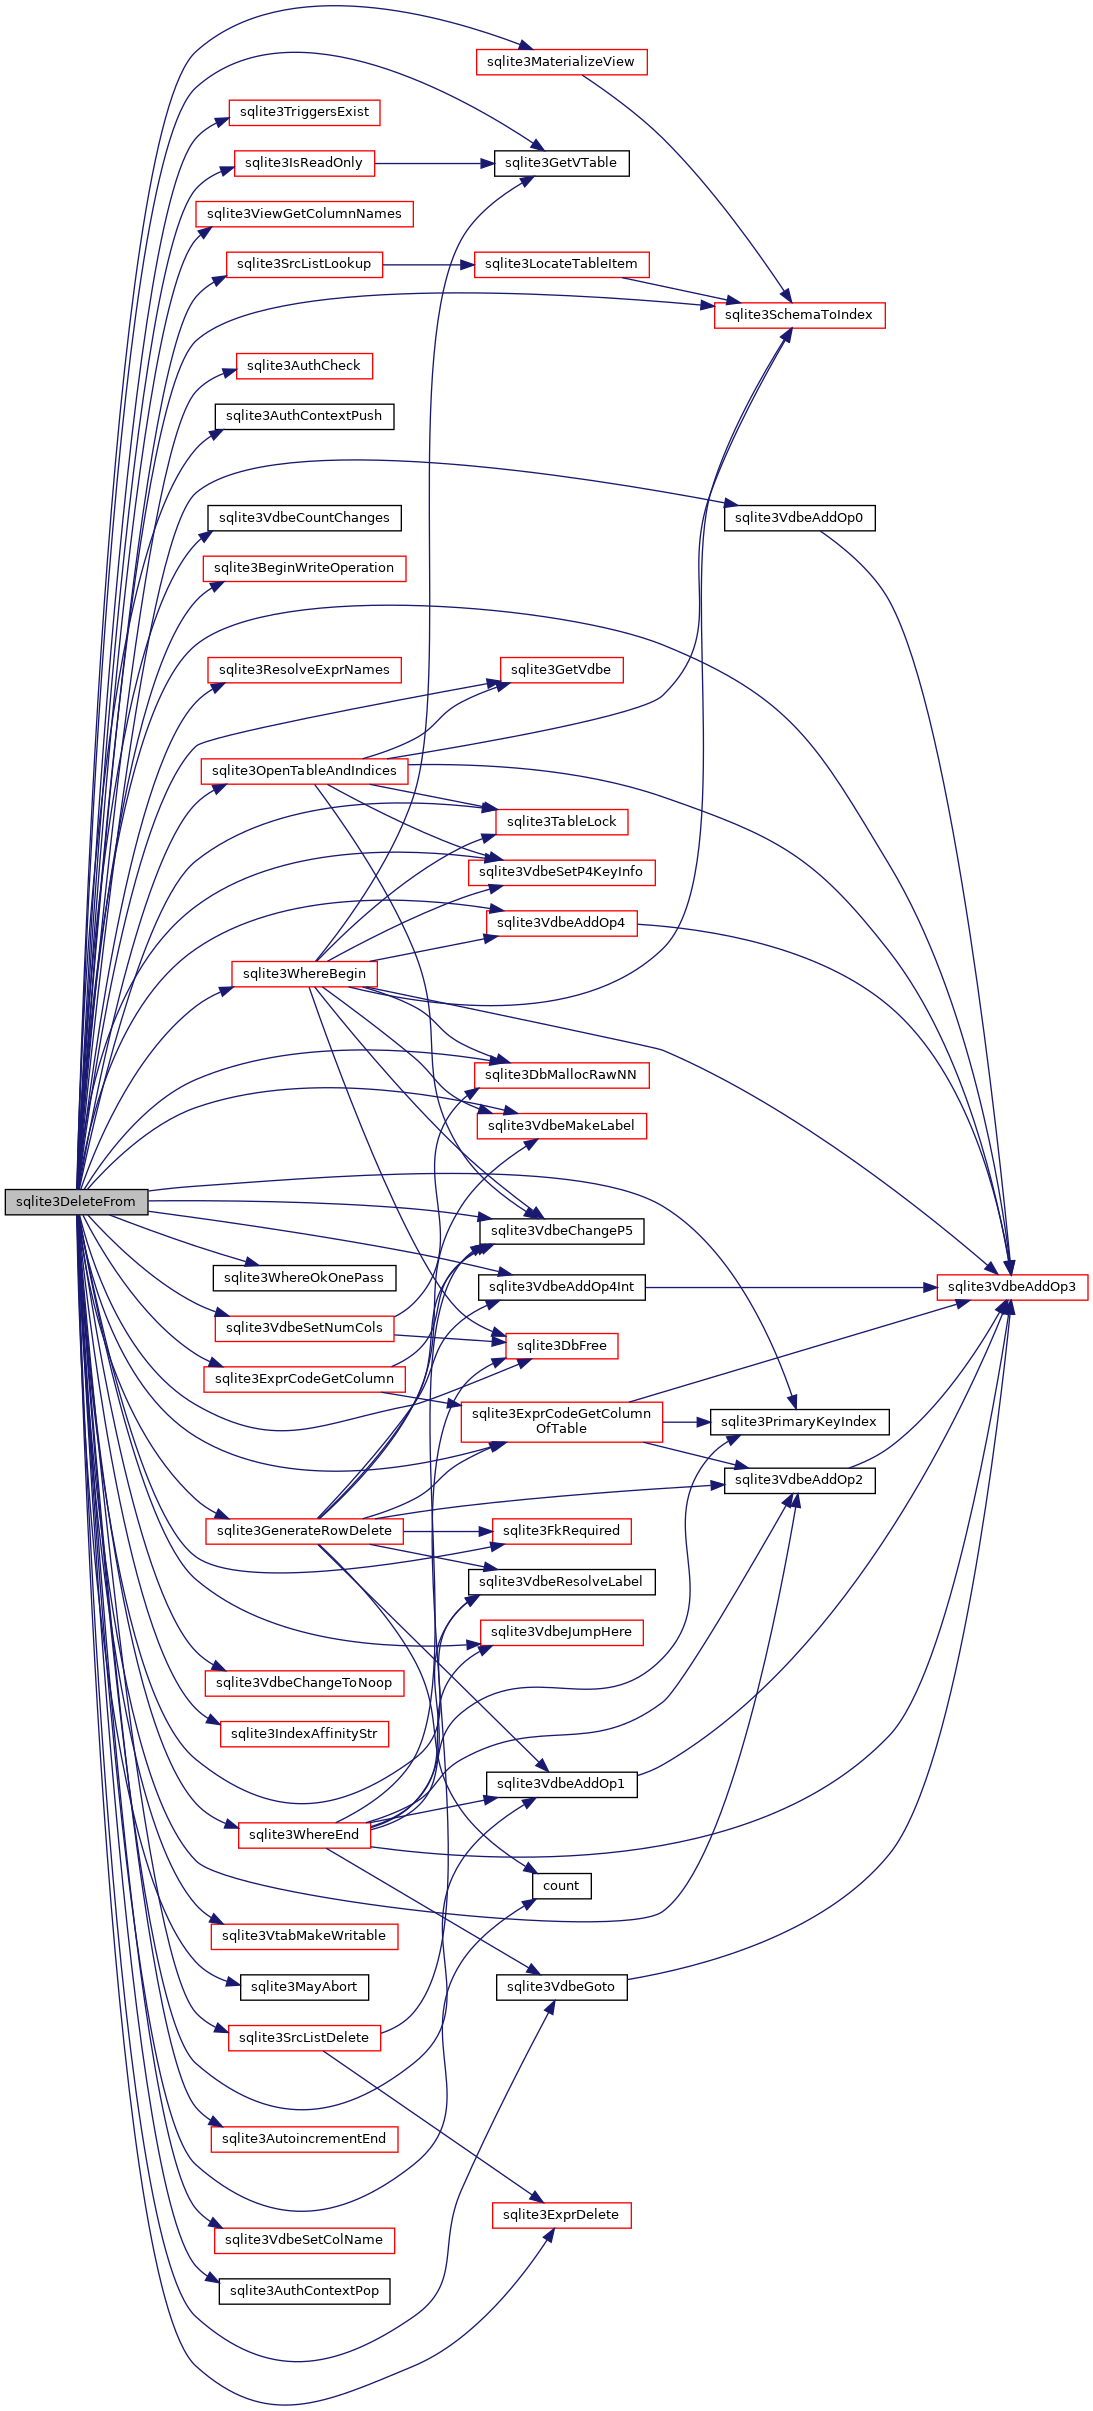 sqlite3MaterializeView
sqlite3TriggersExist
sqlite3IsReadOnly
sqlite3GetVTable
sqlite3ViewGetColumnNames
sqlite3SrcListLookup
sqlite3LocateTableItem
sqlite3SchemaToIndex
sqlite3AuthCheck
sqlite3AuthContextPush
sqlite3VdbeCountChanges
sqlite3VdbeAddOp0
sqlite3BeginWriteOperation
sqlite3ResolveExprNames
sqlite3GetVdbe
sqlite3OpenTableAndIndices
sqlite3TableLock
sqlite3VdbeSetP4KeyInfo
sqlite3VdbeAddOp4
sqlite3WhereBegin
sqlite3DbMallocRawNN
sqlite3VdbeMakeLabel
sqlite3DeleteFrom
sqlite3VdbeChangeP5
sqlite3WhereOkOnePass
sqlite3VdbeAddOp4Int
sqlite3VdbeAddOp3
sqlite3VdbeSetNumCols
sqlite3DbFree
sqlite3ExprCodeGetColumn
sqlite3ExprCodeGetColumn
OfTable
sqlite3PrimaryKeyIndex
sqlite3VdbeAddOp2
sqlite3GenerateRowDelete
sqlite3FkRequired
sqlite3VdbeResolveLabel
sqlite3VdbeJumpHere
sqlite3VdbeChangeToNoop
sqlite3IndexAffinityStr
sqlite3VdbeAddOp1
sqlite3WhereEnd
count
sqlite3VtabMakeWritable
sqlite3MayAbort
sqlite3VdbeGoto
sqlite3SrcListDelete
sqlite3AutoincrementEnd
sqlite3ExprDelete
sqlite3VdbeSetColName
sqlite3AuthContextPop